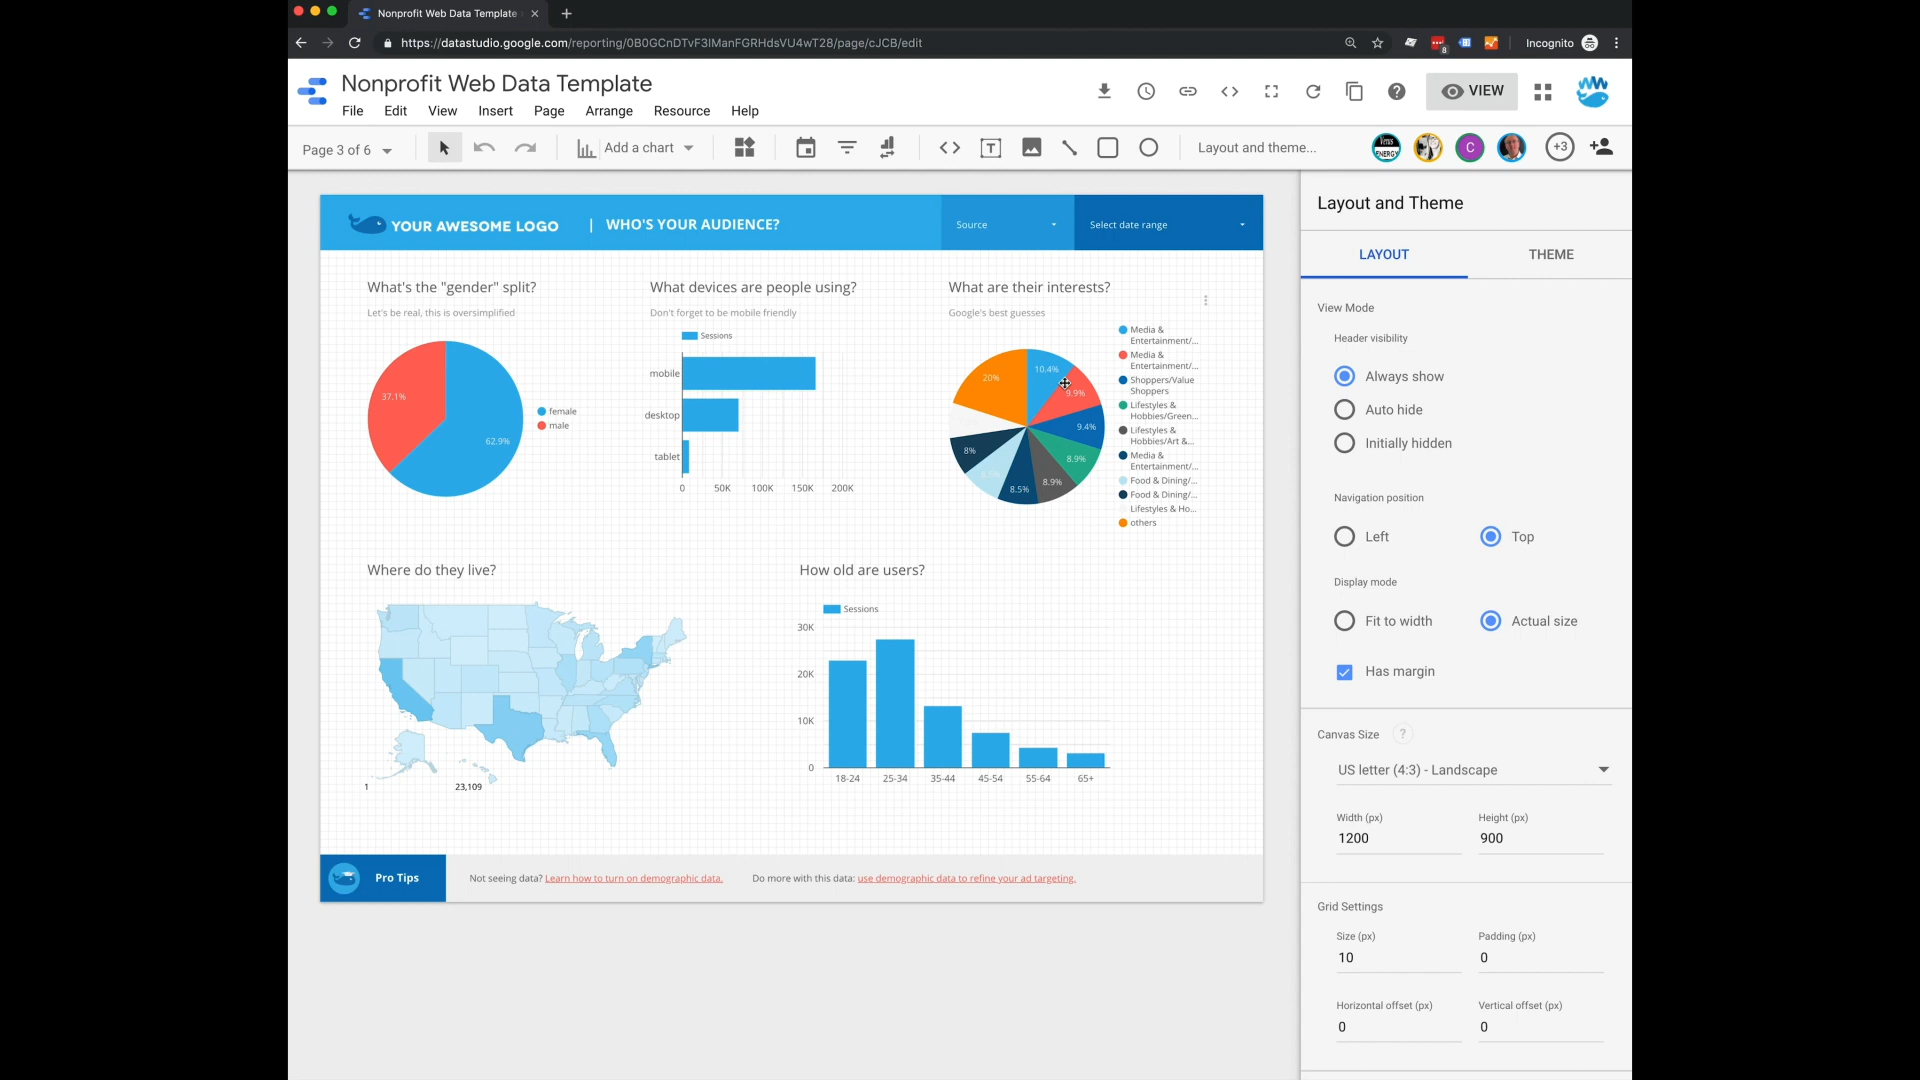 Nonprofit Web Data Template
https://datastudio.google.com/reporting/0B0GCnDTvF3IManFGRHdsVU4wT28/page/cJCB/edit
8
Incognito
Nonprofit Web Data Template
File Edit View Insert Page Arrange Resource Help
VIEW
Page 3 of 6
Add a chart
Layout and theme...
ENERGY
C
+3
YOUR AWESOME LOGO | WHO'S YOUR AUDIENCE?
Source
Select date range
What's the "gender" split?
Let's be real, this is oversimplified
37.1%
62.9%
female
male
What devices are people using?
Don't forget to be mobile friendly
Sessions
mobile
desktop
tablet
0 50K 100K 150K 200K
What are their interests?
Google's best guesses
10.4%
9.9%
9.4%
8.9%
8.9%
8.5%
8%
20%
Media &
Entertainment/...
Media &
Entertainment/...
Shoppers/Value
Shoppers
Lifestyles &
Hobbies/Green...
Lifestyles &
Hobbies/Art &...
Media &
Entertainment/...
Food & Dining/...
Food & Dining/...
Lifestyles & Ho...
others
Where do they live?
1 23,109
How old are users?
Sessions
30K
20K
10K
0
18-24 25-34 35-44 45-54 55-64 65+
Pro Tips
Not seeing data? Learn how to turn on demographic data.
Do more with this data: use demographic data to refine your ad targeting.
Layout and Theme
LAYOUT THEME
View Mode
Header visibility
Always show
Auto hide
Initially hidden
Navigation position
Left Top
Display mode
Fit to width Actual size
Has margin
Canvas Size ?
US letter (4:3) - Landscape
Width (px) Height (px)
1200 900
Grid Settings
Size (px) Padding (px)
10 0
Horizontal offset (px) Vertical offset (px)
0 0